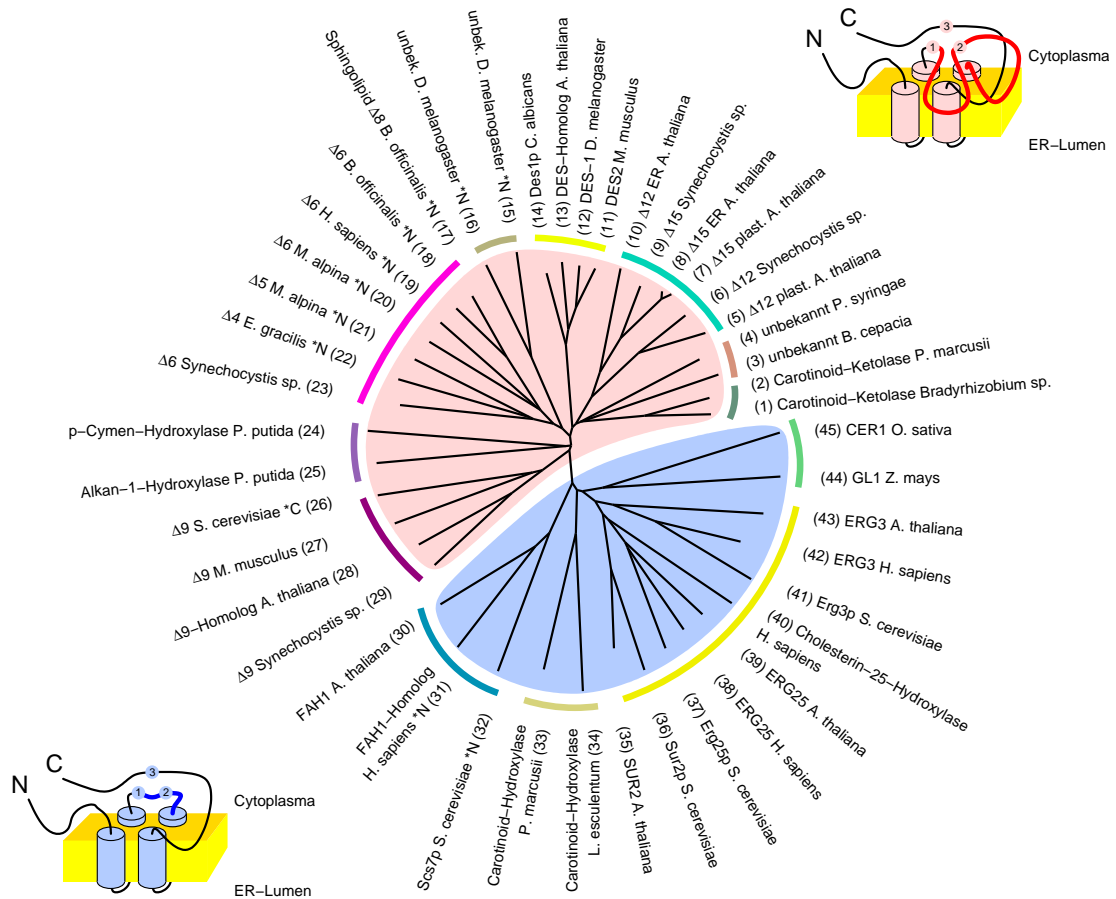 C
N
3
1
2
Cytoplasma
ER–Lumen
(1) Carotinoid–Ketolase Bradyrhizobium sp.
(2) Carotinoid–Ketolase P. marcusii
(3) unbekannt B. cepacia
(4) unbekannt P. syringae
(5) Δ12 plast. A. thaliana
(6) Δ12 Synechocystis sp.
(7) Δ15 plast. A. thaliana
(8) Δ15 ER A. thaliana
(9) Δ15 Synechocystis sp.
(10) Δ12 ER A. thaliana
(11) DES2 M. musculus
(12) DES–1 D. melanogaster
(13) DES–Homolog A. thaliana
(14) Des1p C. albicans
unbek. D. melanogaster *N (15)
unbek. D. melanogaster *N (16)
Sphingolipid Δ8 B. officinalis *N (17)
Δ6 B. officinalis *N (18)
Δ6 H. sapiens *N (19)
Δ6 M. alpina *N (20)
Δ5 M. alpina *N (21)
Δ4 E. gracilis *N (22)
Δ6 Synechocystis sp. (23)
p–Cymen–Hydroxylase P. putida (24)
Alkan–1–Hydroxylase P. putida (25)
Δ9 S. cerevisiae *C (26)
Δ9 M. musculus (27)
Δ9–Homolog A. thaliana (28)
Δ9 Synechocystis sp. (29)
FAH1 A. thaliana (30)
FAH1–Homolog
H. sapiens *N (31)
Scs7p S. cerevisiae *N (32)
Carotinoid–Hydroxylase
P. marcusii (33)
Carotinoid–Hydroxylase
L. esculentum (34)
(35) SUR2 A. thaliana
(36) Sur2p S. cerevisiae
(37) Erg25p S. cerevisiae
(38) ERG25 H. sapiens
(39) ERG25 A. thaliana
(40) Cholesterin–25–Hydroxylase
H. sapiens
(41) Erg3p S. cerevisiae
(42) ERG3 H. sapiens
(43) ERG3 A. thaliana
(44) GL1 Z. mays
(45) CER1 O. sativa
C
N
3
1
2
Cytoplasma
ER–Lumen